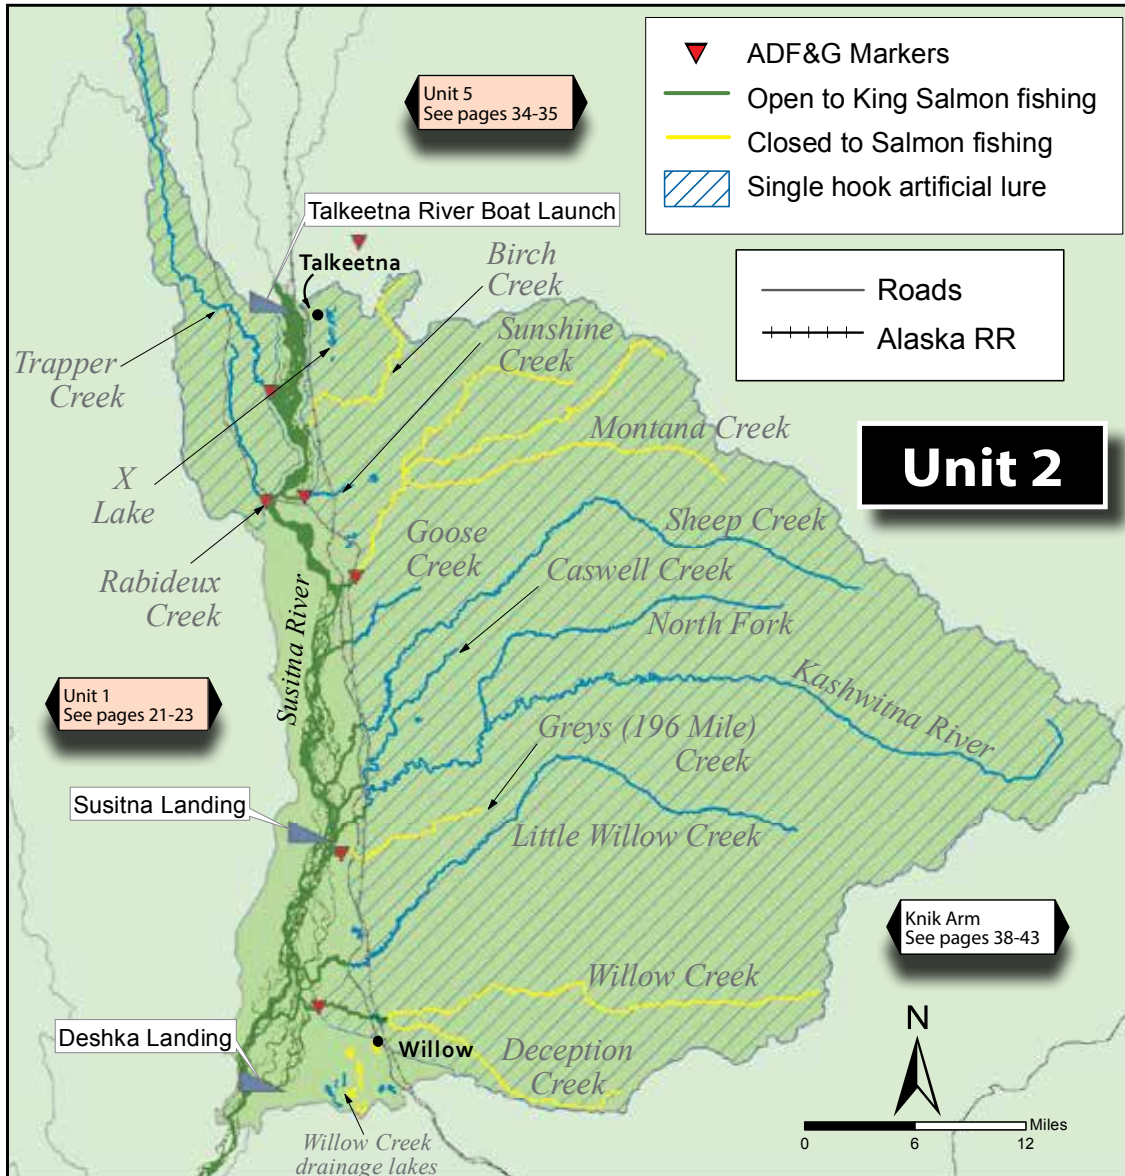 ADF&G Markers
Open to King Salmon fishing
Closed to Salmon fishing
Single hook artificial lure
Roads
Alaska RR
Unit 2
Unit 5
See pages 34-35
Talkeetna River Boat Launch
Talkeetna
Birch
Creek
Sunshine
Creek
Trapper
Creek
X
Lake
Montana Creek
Rabideux
Creek
Goose
Creek
Sheep Creek
Caswell Creek
North Fork
Susitna River
Kashwitna River
Unit 1
See pages 21-23
Greys (196 Mile)
Creek
Susitna Landing
Little Willow Creek
Knik Arm
See pages 38-43
Willow Creek
Deshka Landing
Willow
Deception
Creek
Willow Creek
drainage lakes
N
Miles
0 6 12